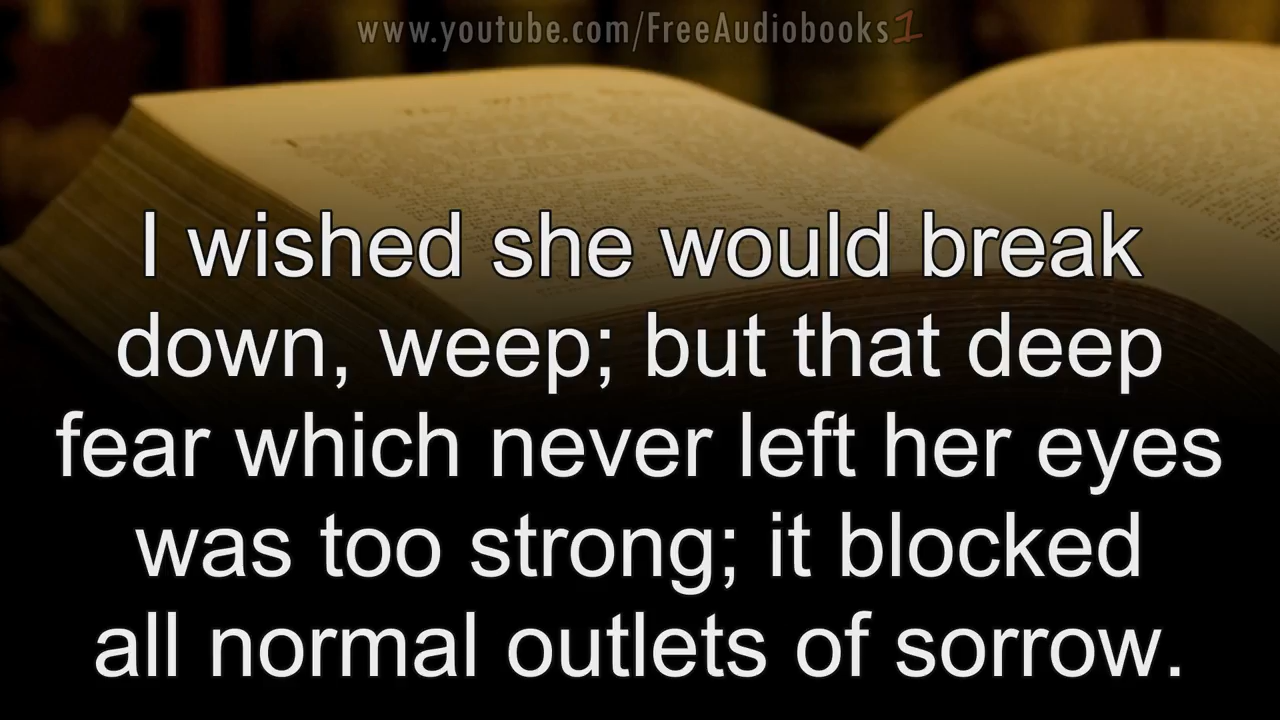 www.youtube.com/FreeAudiobooks1
I wished she would break
down, weep; but that deep
fear which never left her eyes
was too strong; it blocked
all normal outlets of sorrow.